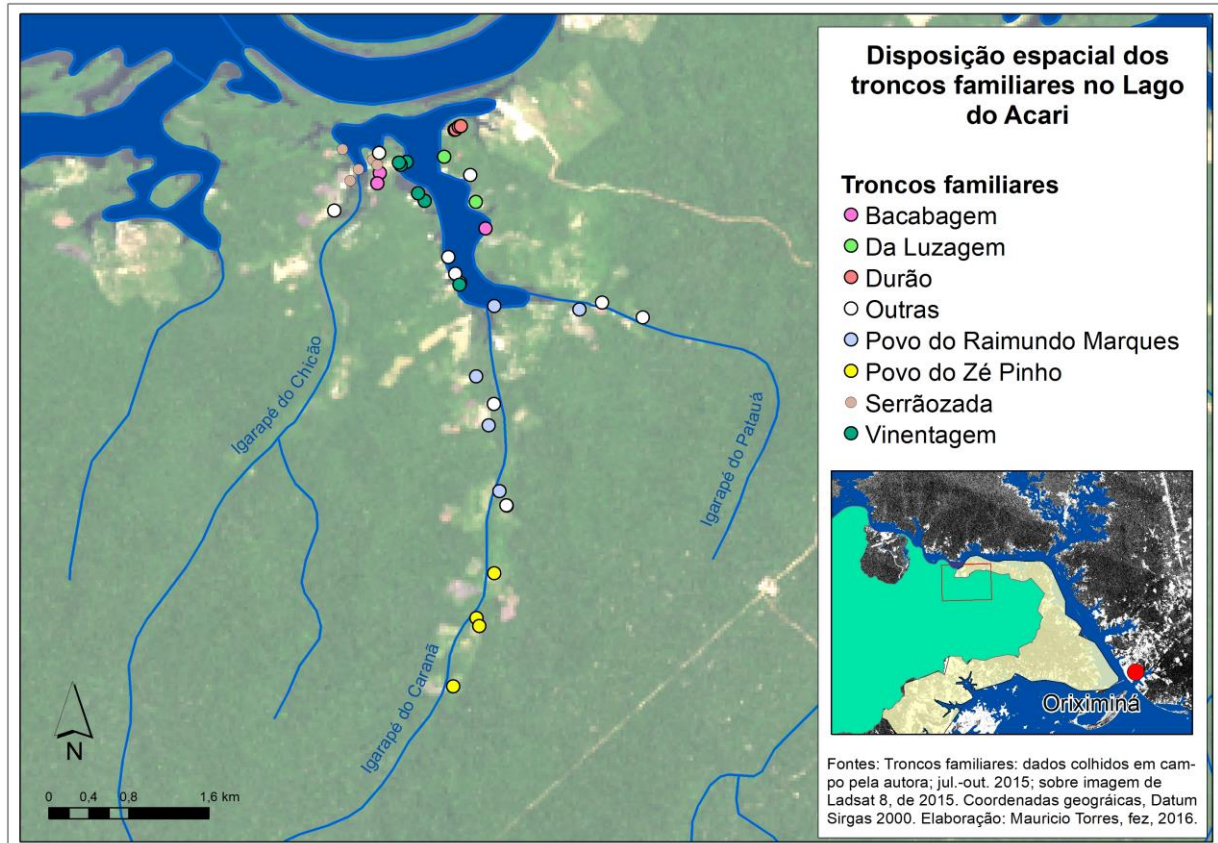 Disposição espacial dos
troncos familiares no Lago
do Acari
Troncos familiares
Bacabagem
Da Luzagem
Durão
Outras
Povo do Raimundo Marques
Povo do Zé Pinho
Serrãozada
Vinentagem
Igarapé do Chicão
Igarapé do Caranã
Igarapé do Patauá
N
0 0,4 0,8 1,6 km
Oriximiná
Fontes: Troncos familiares: dados colhidos em cam-
po pela autora; jul.-out. 2015; sobre imagem de
Ladsat 8, de 2015. Coordenadas geográicas, Datum
Sirgas 2000. Elaboração: Mauricio Torres, fez, 2016.